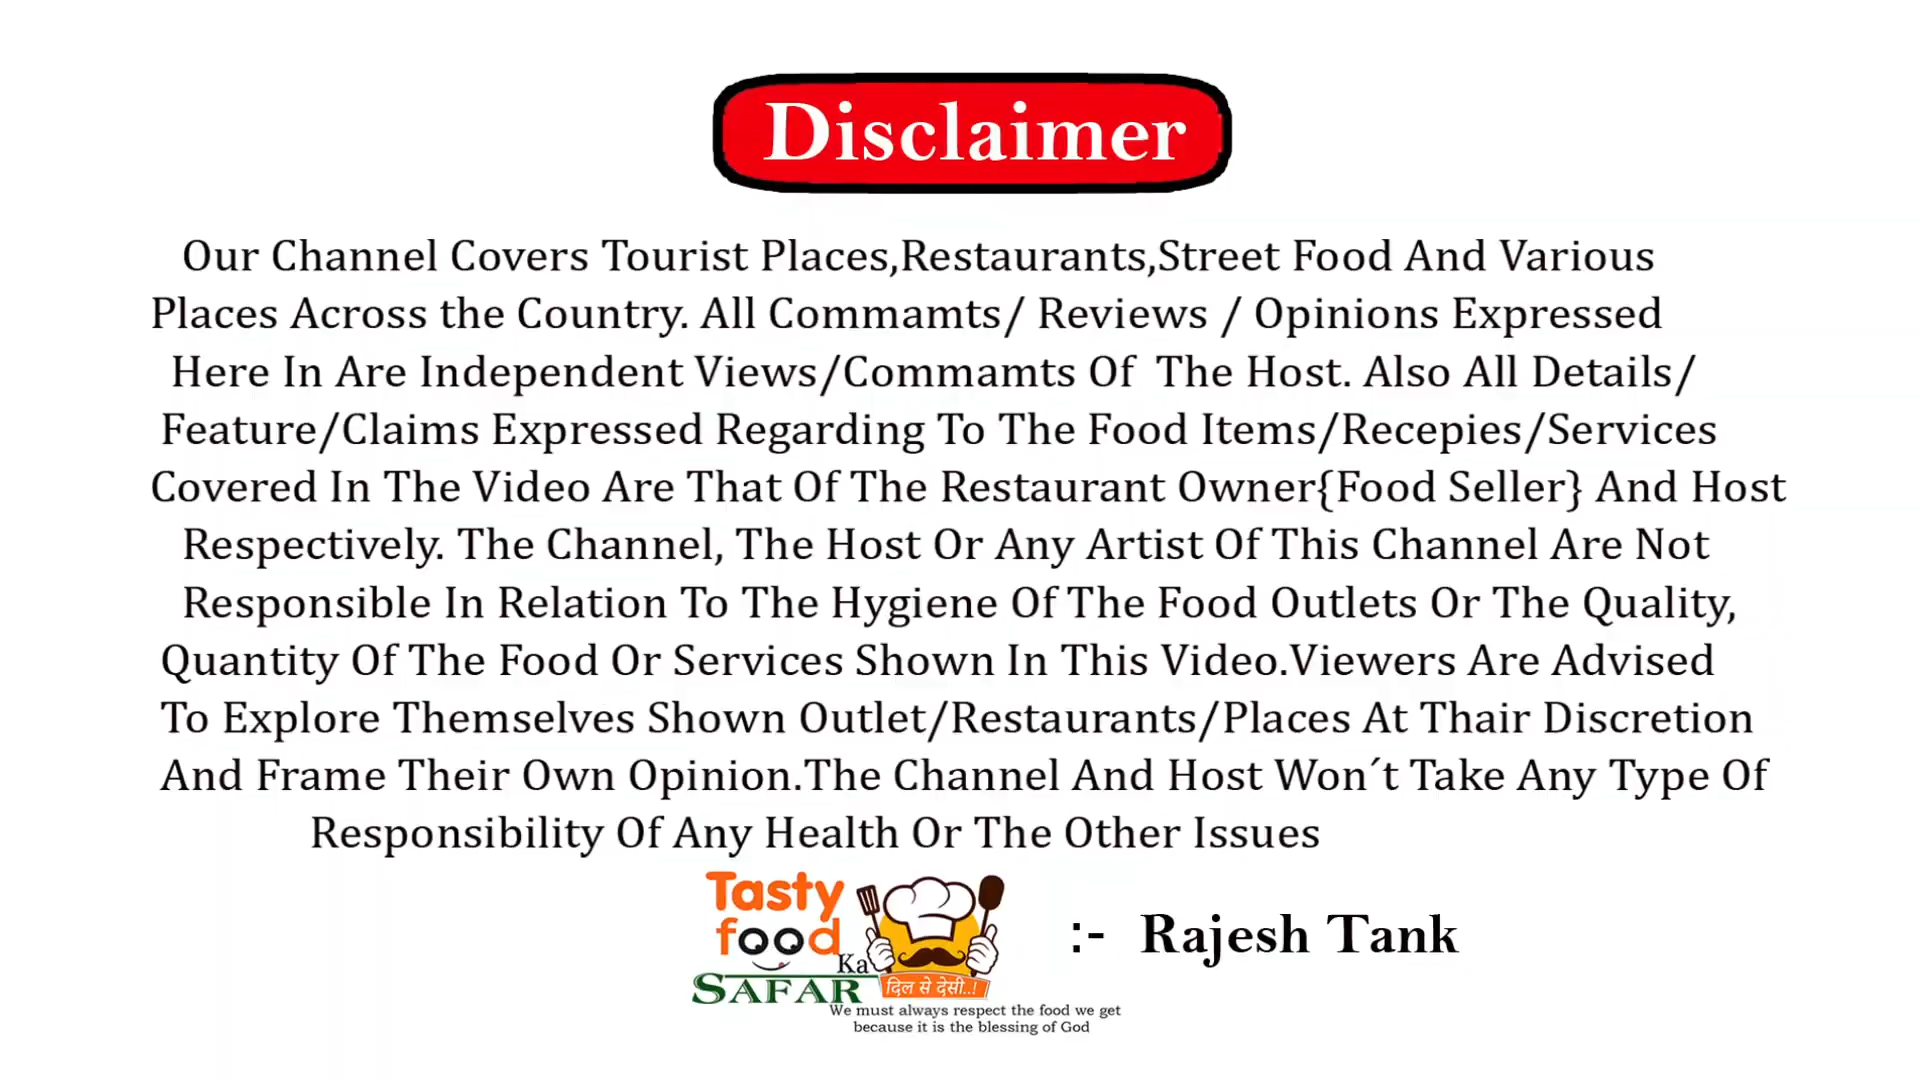 Disclaimer
Our Channel Covers Tourist Places,Restaurants,Street Food And Various
Places Across the Country. All Commamts/ Reviews / Opinions Expressed
Here In Are Independent Views/Commamts Of The Host. Also All Details/
Feature/Claims Expressed Regarding To The Food Items/Recepies/Services
Covered In The Video Are That Of The Restaurant Owner{Food Seller} And Host
Respectively. The Channel, The Host Or Any Artist Of This Channel Are Not
Responsible In Relation To The Hygiene Of The Food Outlets Or The Quality,
Quantity Of The Food Or Services Shown In This Video.Viewers Are Advised
To Explore Themselves Shown Outlet/Restaurants/Places At Thair Discretion
And Frame Their Own Opinion.The Channel And Host Won´t Take Any Type Of
Responsibility Of Any Health Or The Other Issues
Tasty
food
Ka
SAFAR
दिल से देसी..!
We must always respect the food we get
because it is the blessing of God
:- Rajesh Tank